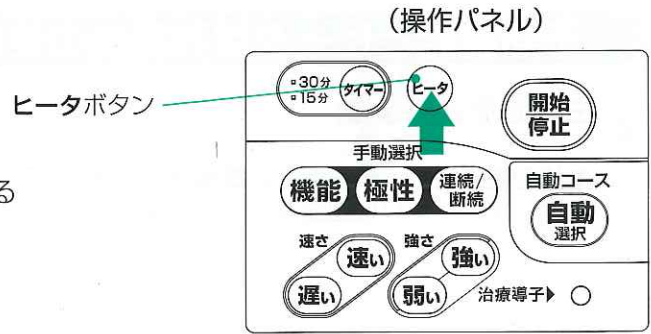 (操作パネル)
ヒータボタン
る
30分
15分
タイマー
ヒータ
開始
停止
手動選択
機能
極性
連続/
断続
自動コース
自動
選択
速さ
速い
遅い
強さ
強い
弱い
治療導子▶